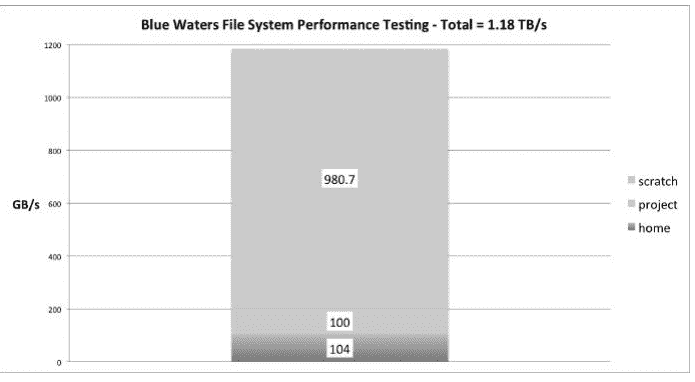 Blue Waters File System Performance Testing - Total = 1.18 TB/s
1200
1000
800
980.7
GB/s 600
400
200
100
104
0
scratch
project
home